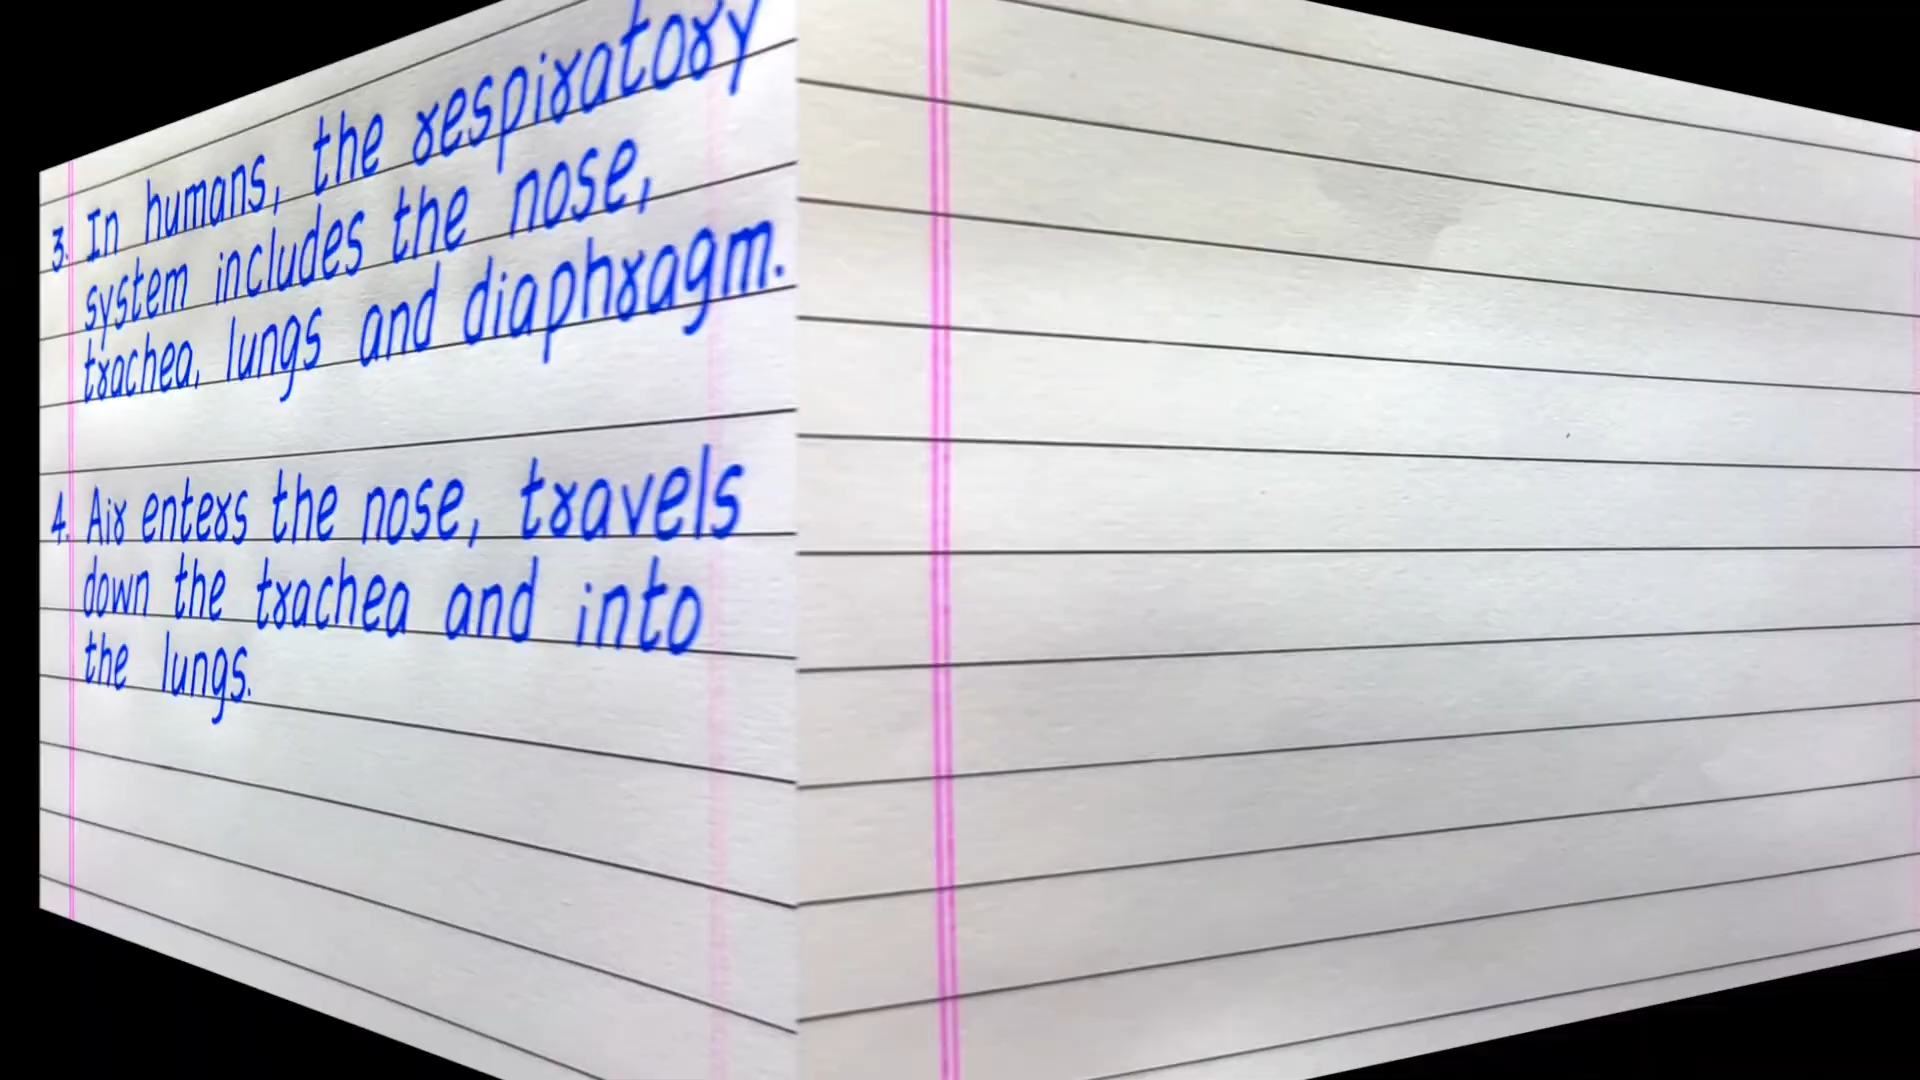 3. In humans, the respiratory
system includes the nose,
trachea, lungs and diaphragm.
4. Air enters the nose, travels
down the trachea and into
the lungs.